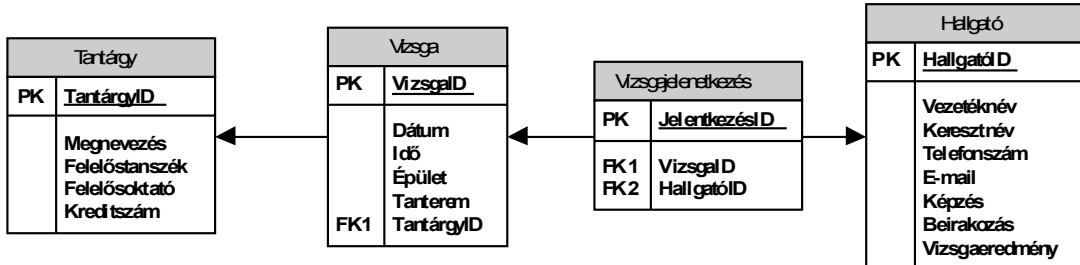 Tantárgy
PK TantárgyID
Megnevezés
Felelőstanszék
Felelősoktató
Kreditszám
Vizsga
PK VizsgaID
Dátum
Idő
Épület
Tanterem
FK1 TantárgyID
Vizsgajelenetkezés
PK JelentkezésID
FK1 VizsgaID
FK2 HallgatóID
Hallgató
PK HallgatóID
Vezetéknév
Keresztnév
Telefonszám
E-mail
Képzés
Beirakozás
Vizsgaeredmény